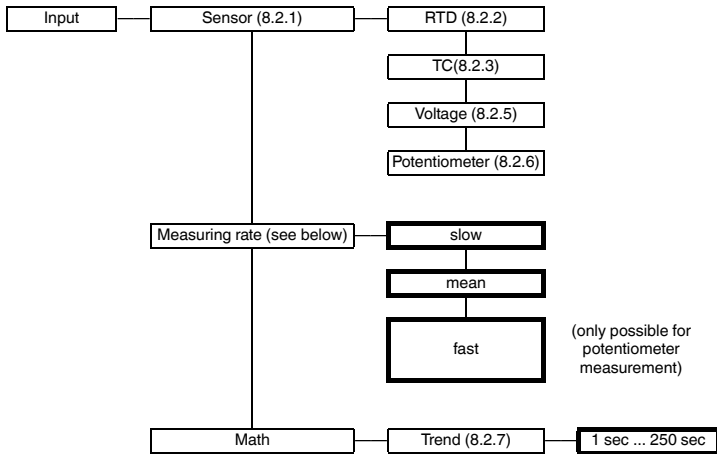 Input
Sensor (8.2.1)
RTD (8.2.2)
TC(8.2.3)
Voltage (8.2.5)
Potentiometer (8.2.6)
Measuring rate (see below)
slow
mean
fast
(only possible for
potentiometer
measurement)
Math
Trend (8.2.7)
1 sec ... 250 sec